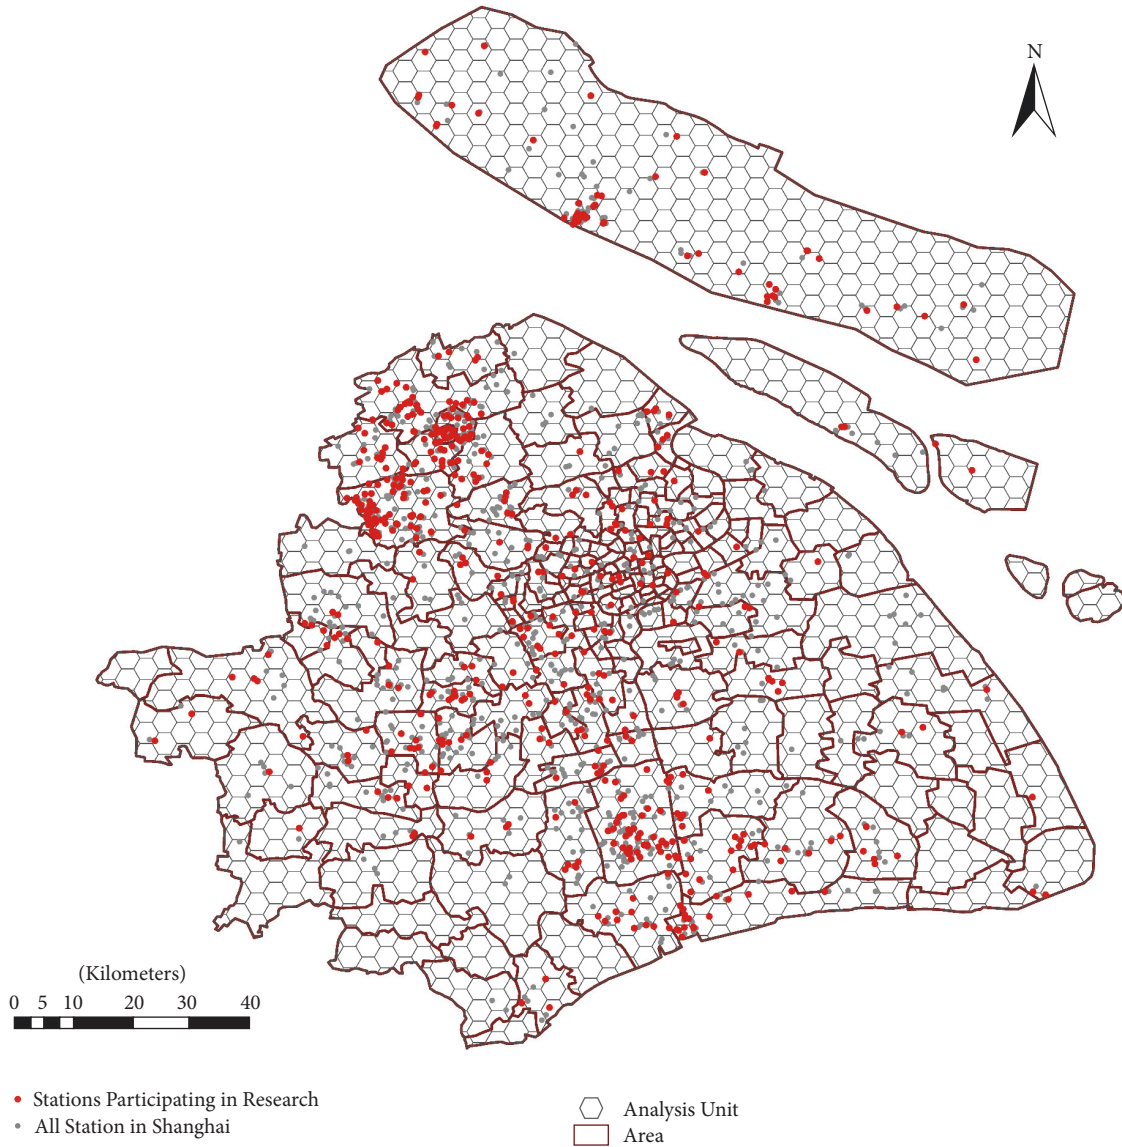 N
(Kilometers)
0 5 10 20 30 40
Stations Participating in Research
All Station in Shanghai
Analysis Unit
Area